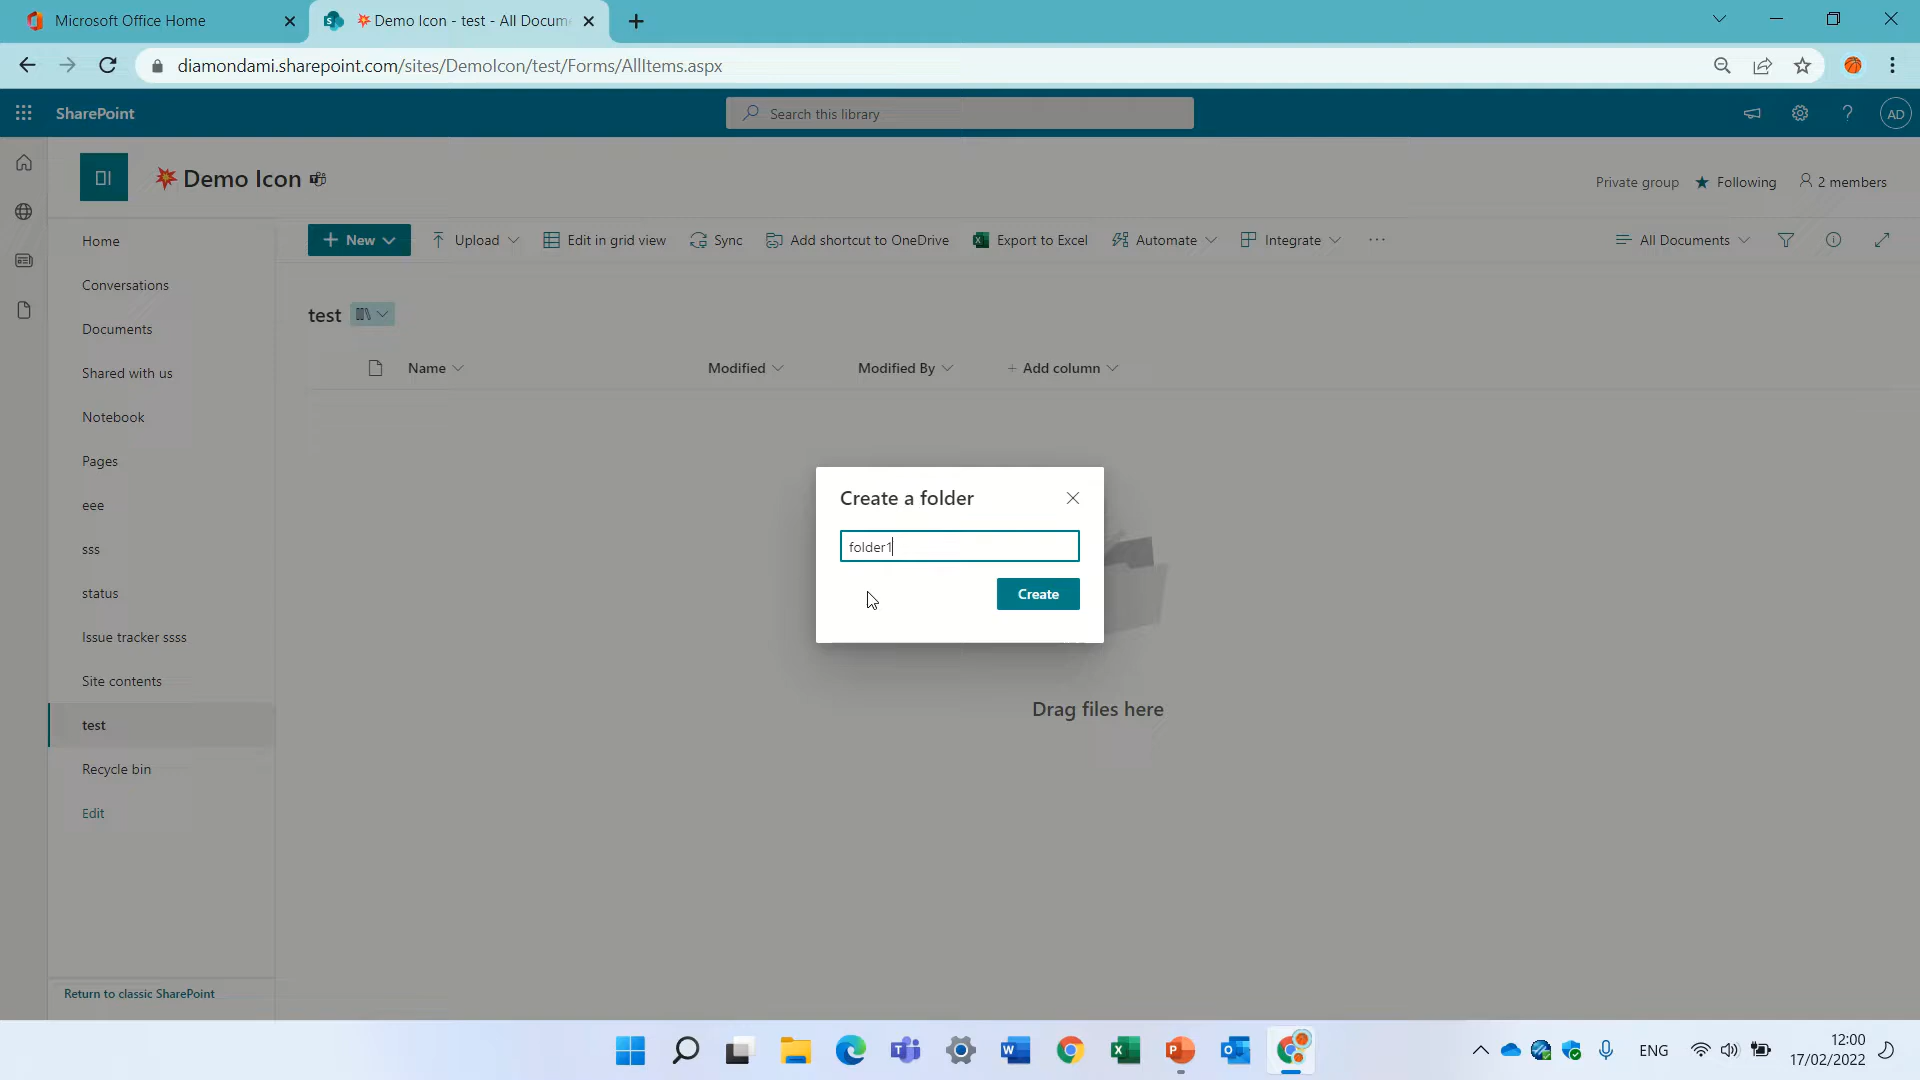 Microsoft Office Home
Demo Icon - test - All Docum
diamondami.sharepoint.com/sites/DemoIcon/test/Forms/AllItems.aspx
SharePoint
Search this library
AD
Demo Icon
Private group
Following
2 members
New
Upload
Edit in grid view
Sync
Add shortcut to OneDrive
Export to Excel
Automate
Integrate
All Documents
Home
Conversations
Documents
Shared with us
Notebook
Pages
eee
sss
status
Issue tracker ssss
Site contents
test
Recycle bin
Edit
Return to classic SharePoint
test
Name
Modified
Modified By
Add column
Create a folder
folder1
Create
Drag files here
ENG
12:00
17/02/2022